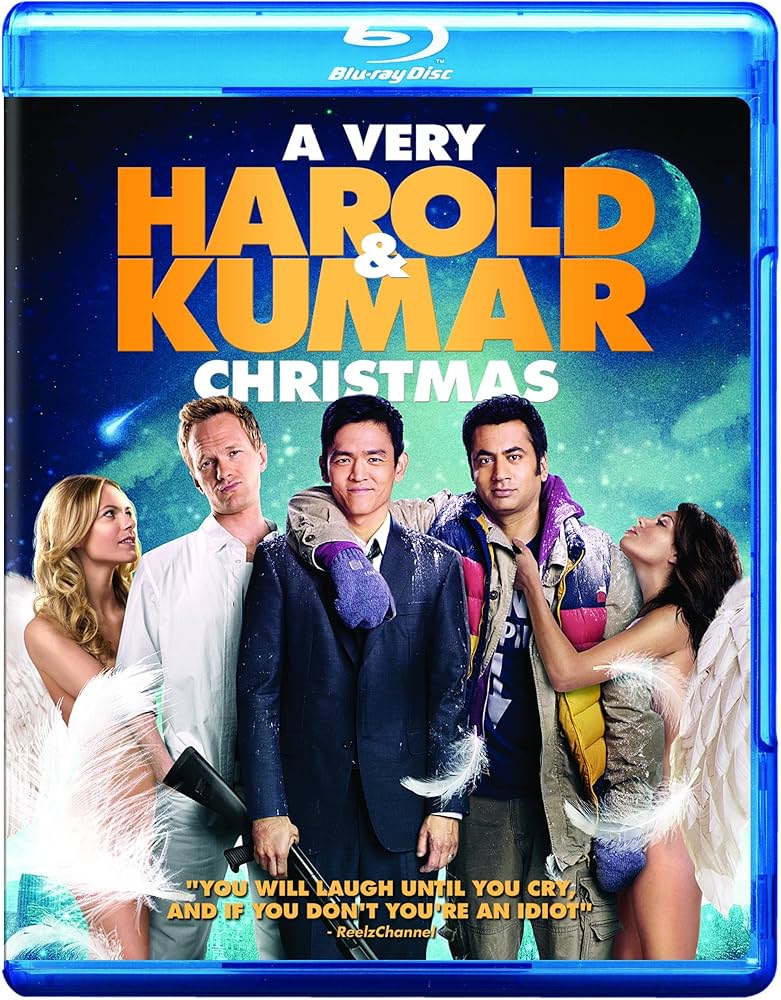 Blu-ray Disc™
A VERY
HAROLD
&
KUMAR
CHRISTMAS
"YOU WILL LAUGH UNTIL YOU CRY,
AND IF YOU DON'T YOU'RE AN IDIOT"
- ReelzChannel